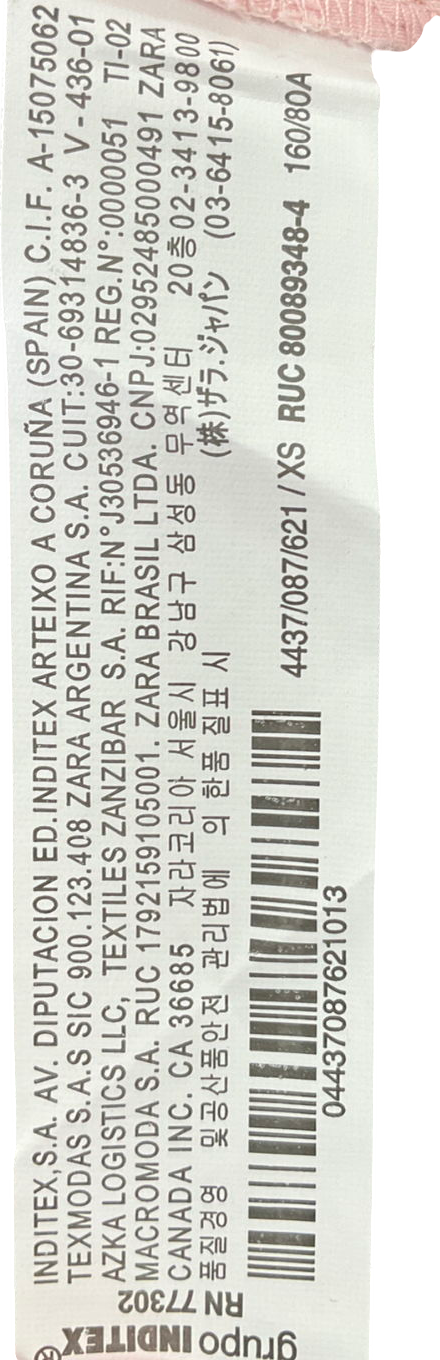 INDITEX,S.A. AV. DIPUTACION ED.INDITEX ARTEIXO A CORUÑA (SPAIN) C.I.F. A-15075062
TEXMODAS S.A.S SIC 900.123.408 ZARA ARGENTINA S.A. CUIT:30-69314836-3 V-436-01
AZKA LOGISTICS LLC, TEXTILES ZANZIBAR S.A. RIF:N°J30536946-1 REG.N°:0000051 TI-02
MACROMODA S.A. RUC 1792159105001. ZARA BRASIL LTDA. CNPJ:02952485000491 ZARA
CANADA INC. CA 36685 자라코리아 서울시 강남구 삼성동 무역센터 20층02-3413-9800
품질경영 및공산품안전 관리법에 의한품 질표 시 (株)ザラ.ジャパン (03-6415-8061)
4437/087/621 / XS RUC 80089348-4 160/80A
04437087621013
RN 77302
grupo INDITEX ®